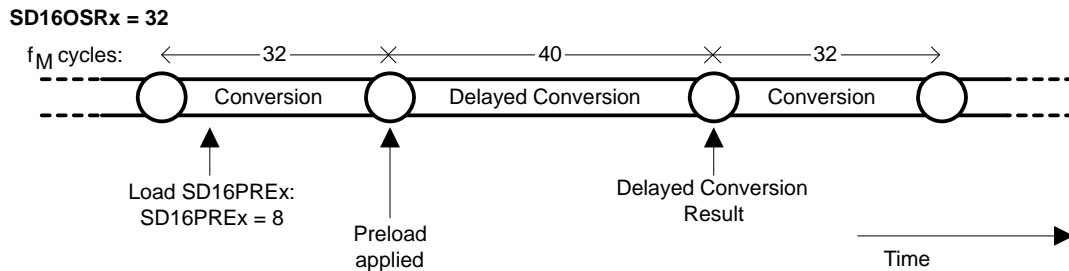 SD16OSRx = 32
fM cycles:
32
40
32
Conversion
Delayed Conversion
Conversion
Load SD16PREx:
SD16PREx = 8
Preload
applied
Delayed Conversion
Result
Time